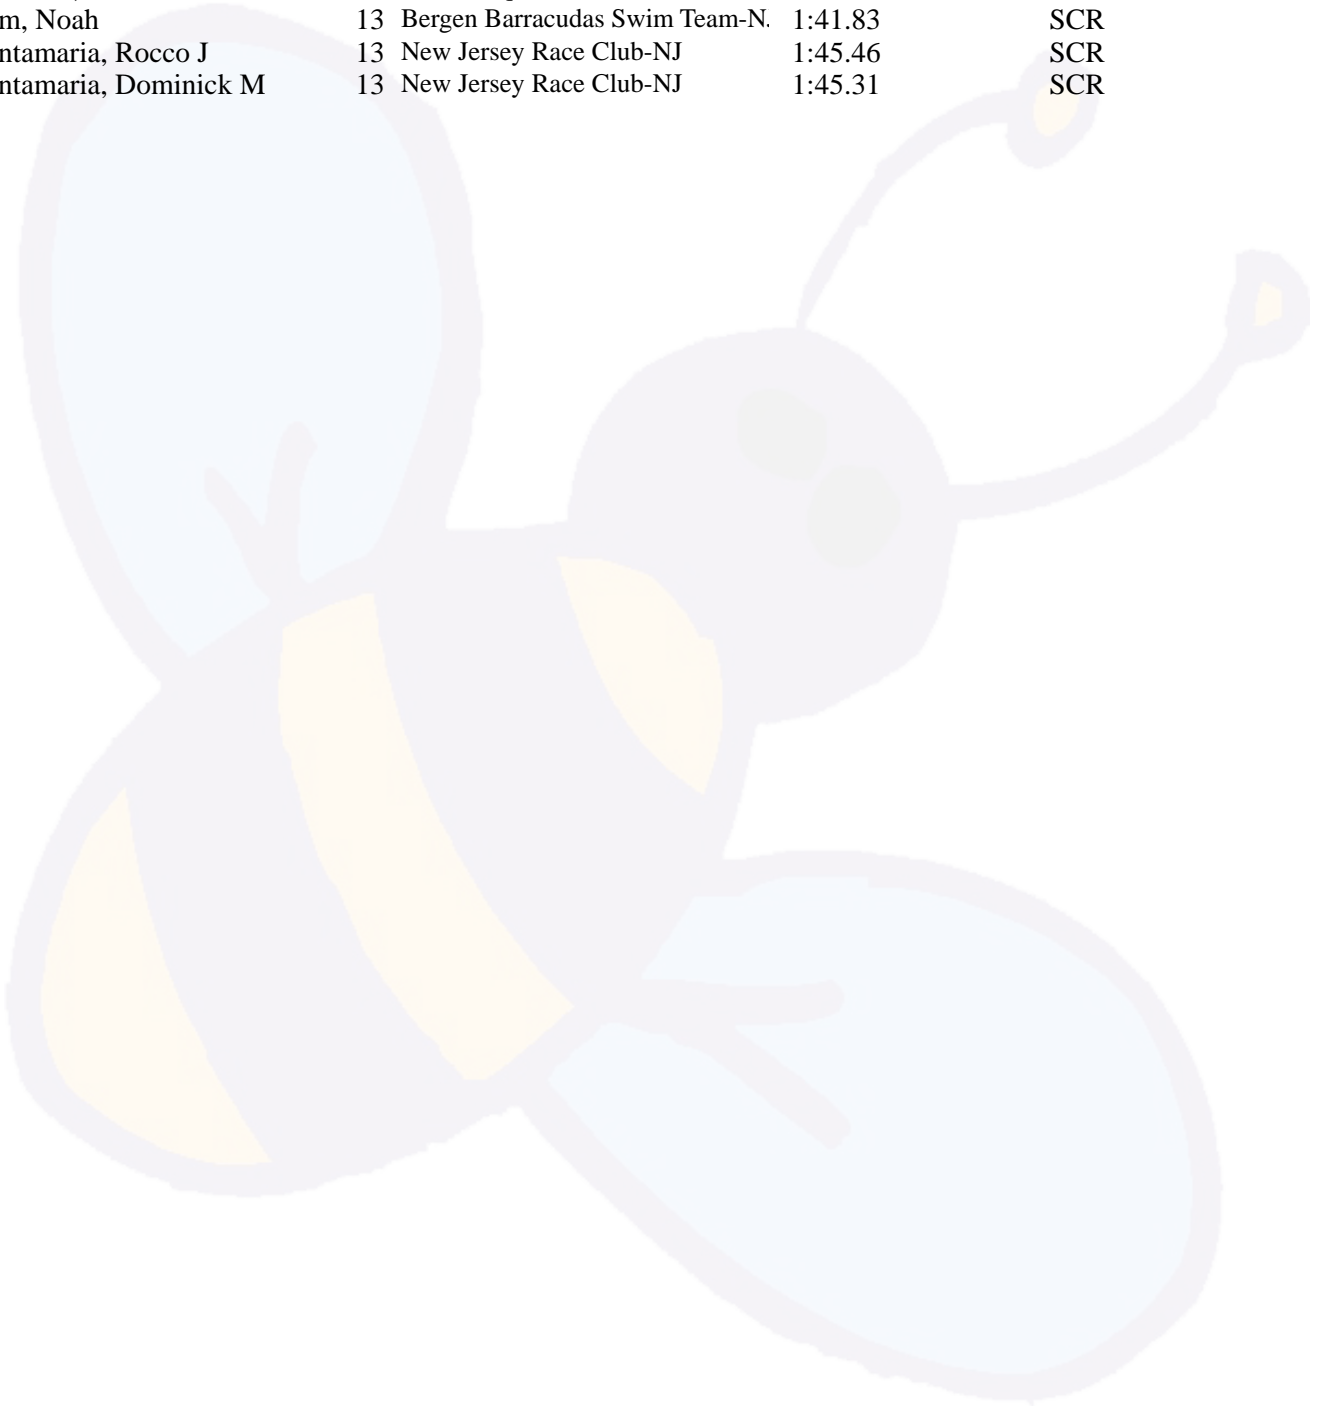 m, Noah 13 Bergen Barracudas Swim Team-N. 1:41.83 SCR
ntamaria, Rocco J 13 New Jersey Race Club-NJ 1:45.46 SCR
ntamaria, Dominick M 13 New Jersey Race Club-NJ 1:45.31 SCR